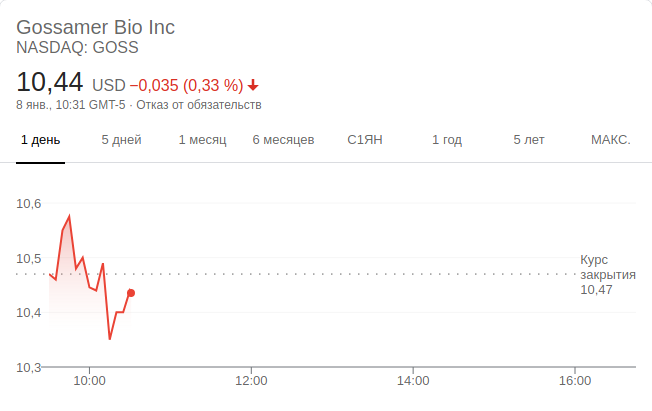 Gossamer Bio Inc
NASDAQ: GOSS
10,44 USD −0,035 (0,33 %)
8 янв., 10:31 GMT-5 · Отказ от обязательств
1 день 5 дней 1 месяц 6 месяцев С1ЯН 1 год 5 лет МАКС.
10,6
10,5
10,4
10,3
Курс
закрытия
10,47
10:00 12:00 14:00 16:00